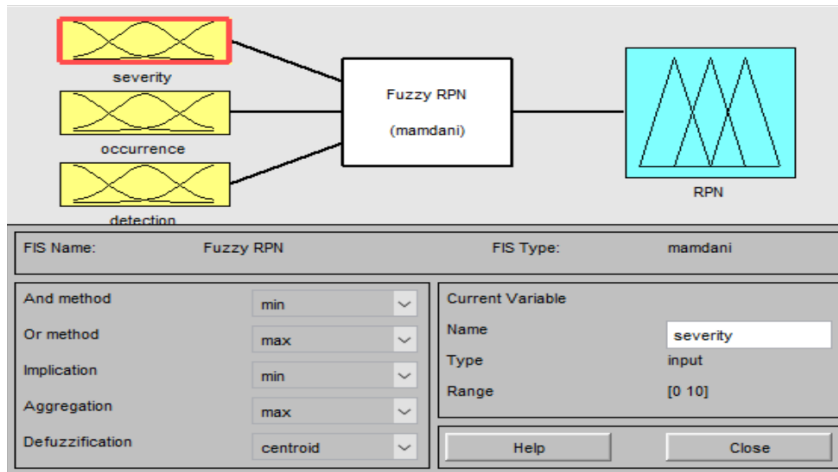 severity
Fuzzy RPN
(mamdani)
occurrence
RPN
detection
FIS Name: Fuzzy RPN FIS Type: mamdani
And method min
Or method max
Implication min
Aggregation max
Defuzzification centroid
Current Variable
Name severity
Type input
Range [0 10]
Help Close